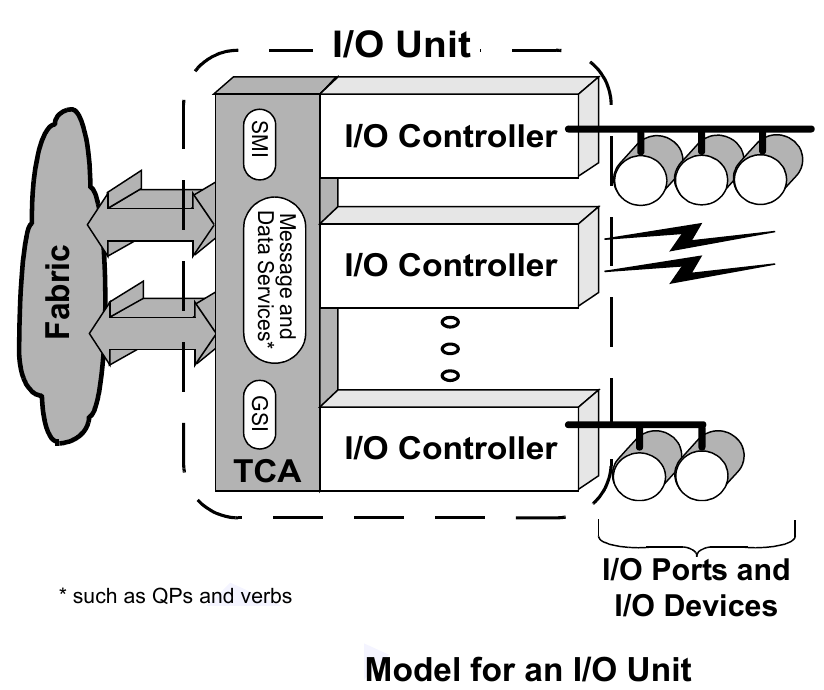 I/O Unit
SMI
I/O Controller
Fabric
Message and
Data Services*
I/O Controller
GSI
I/O Controller
TCA
I/O Ports and
I/O Devices
* such as QPs and verbs
Model for an I/O Unit